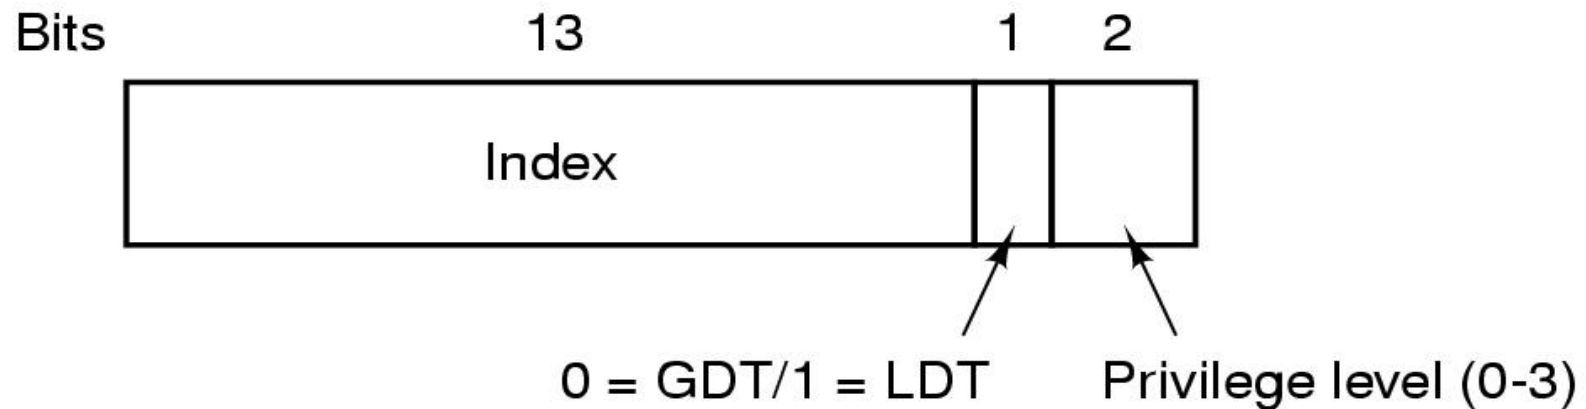 Bits 13 1 2
Index
0 = GDT/1 = LDT Privilege level (0-3)